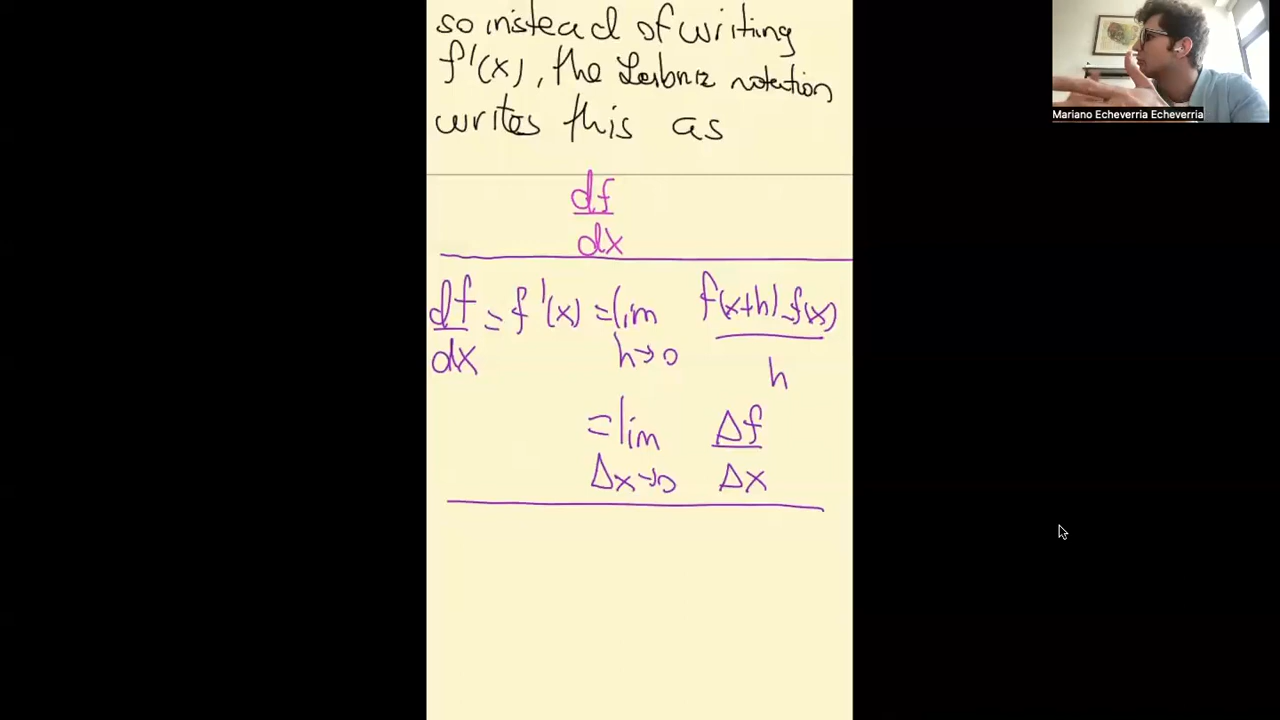 so instead of writing
f'(x), the Leibniz notation
writes this as
df
dx
df/dx = f'(x) = lim h→0 f(x+h)-f(x)/h
= lim Δx→0 Δf/Δx
Mariano Echeverria Echeverria